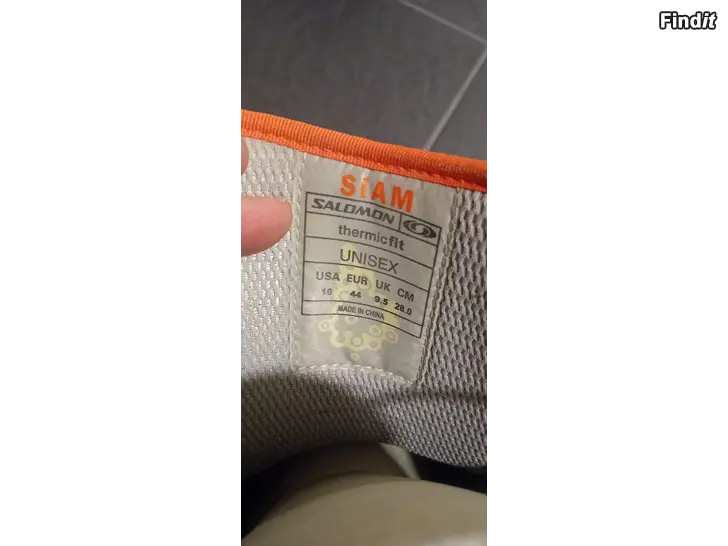 Findit
SIAM
SALOMON
thermicfit
UNISEX
USA EUR UK CM
10 44 9.5 28.0
MADE IN CHINA